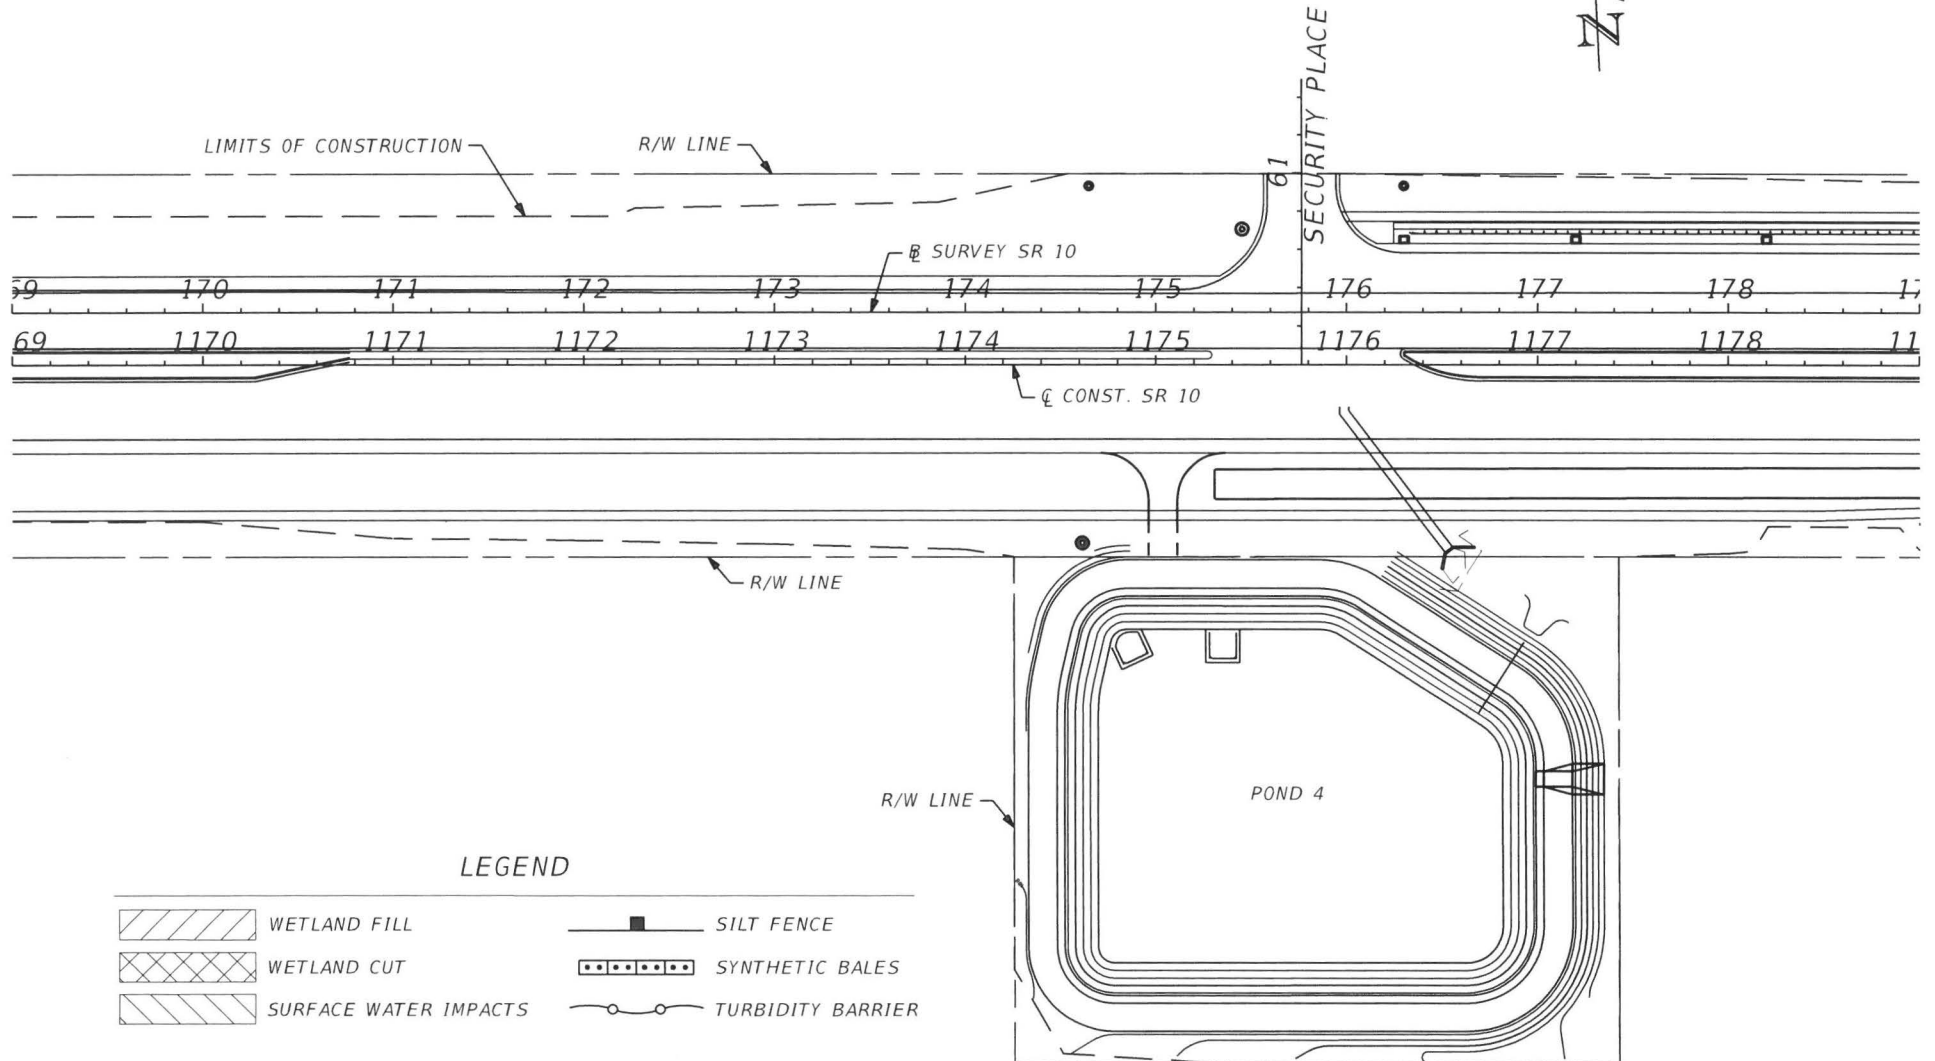 N
SECURITY PLACE
61
LIMITS OF CONSTRUCTION
R/W LINE
℄ SURVEY SR 10
170 171 172 173 174 175 176 177 178
1170 1171 1172 1173 1174 1175 1176 1177 1178
℄ CONST. SR 10
R/W LINE
R/W LINE
POND 4
LEGEND
WETLAND FILL
SILT FENCE
WETLAND CUT
SYNTHETIC BALES
SURFACE WATER IMPACTS
TURBIDITY BARRIER